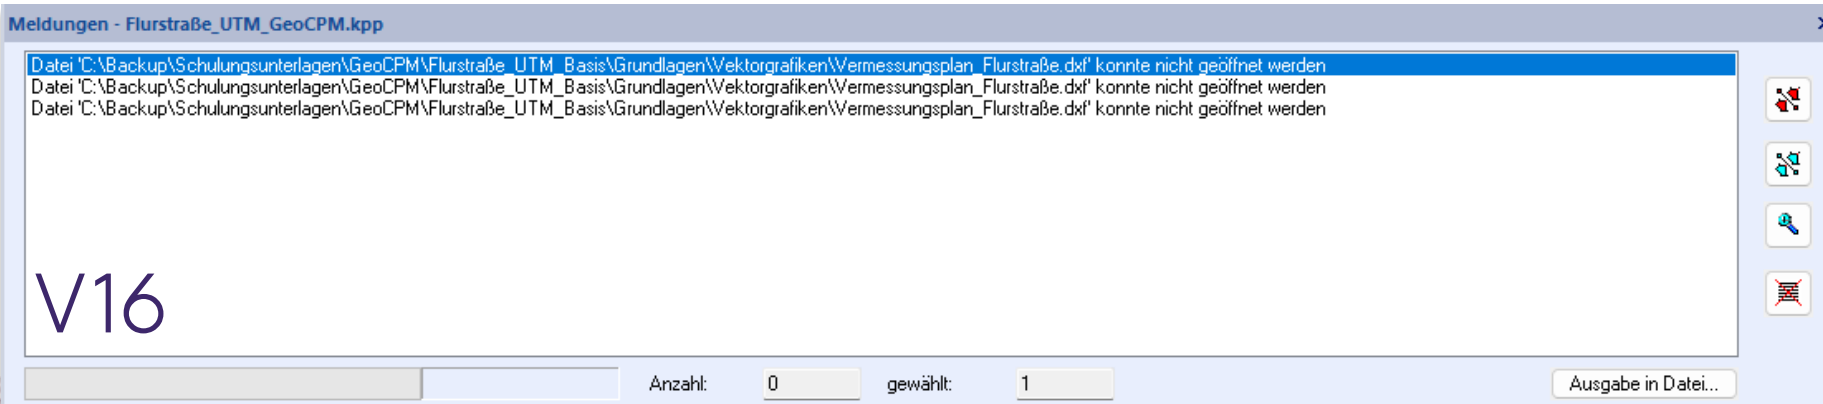 Meldungen - Flurstraße_UTM_GeoCPM.kpp
Datei 'C:\Backup\Schulungsunterlagen\GeoCPM\Flurstraße_UTM_Basis\Grundlagen\Vektorgrafiken\Vermessungsplan_Flurstraße.dxf' konnte nicht geöffnet werden
Datei 'C:\Backup\Schulungsunterlagen\GeoCPM\Flurstraße_UTM_Basis\Grundlagen\Vektorgrafiken\Vermessungsplan_Flurstraße.dxf' konnte nicht geöffnet werden
Datei 'C:\Backup\Schulungsunterlagen\GeoCPM\Flurstraße_UTM_Basis\Grundlagen\Vektorgrafiken\Vermessungsplan_Flurstraße.dxf' konnte nicht geöffnet werden
V16
Anzahl: 0 gewählt: 1 Ausgabe in Datei...